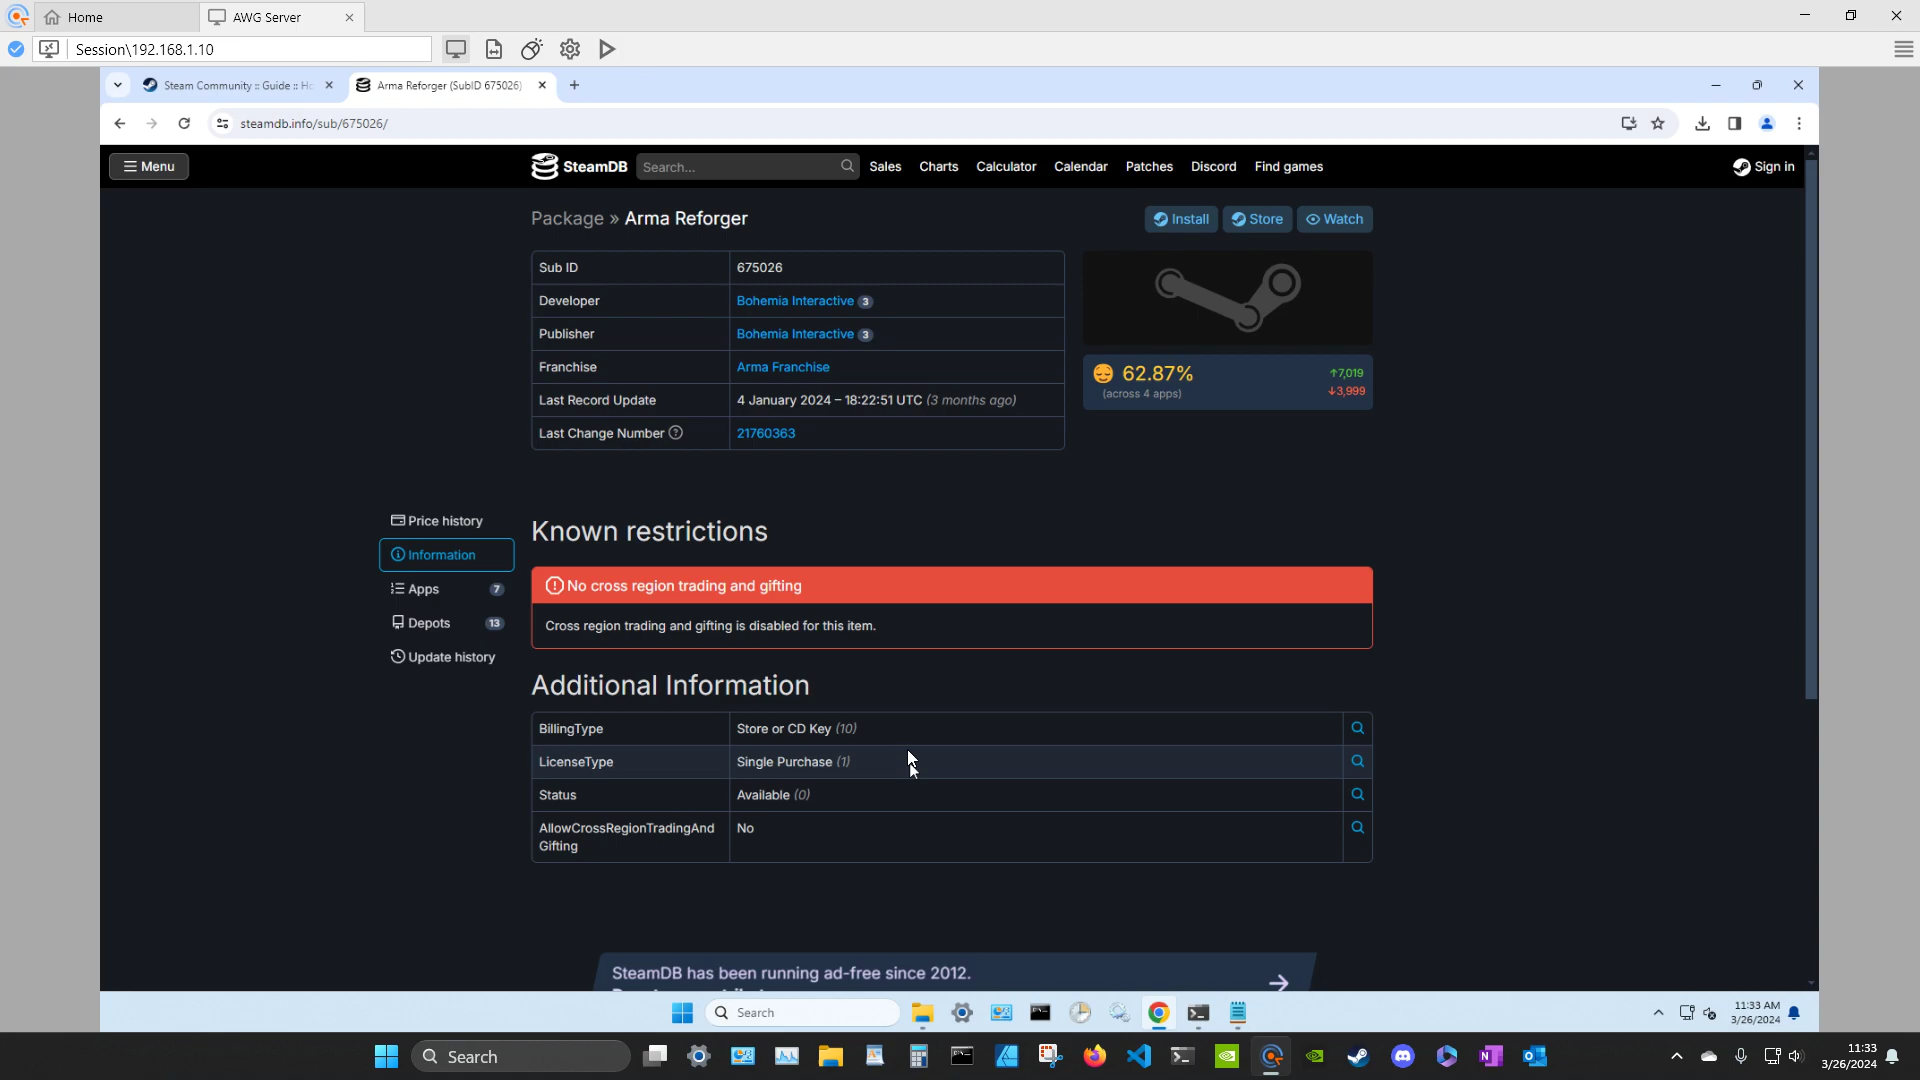 Home
AWG Server
Session\192.168.1.10
Steam Community :: Guide :: Ho
Arma Reforger (SubID 675026)
steamdb.info/sub/675026/
Menu
SteamDB
Search...
Sales
Charts
Calculator
Calendar
Patches
Discord
Find games
Sign in
Package » Arma Reforger
Install
Store
Watch
Sub ID 675026
Developer Bohemia Interactive 3
Publisher Bohemia Interactive 3
Franchise Arma Franchise
Last Record Update 4 January 2024 – 18:22:51 UTC (3 months ago)
Last Change Number 21760363
62.87%
↑7,019
(across 4 apps)
↓3,999
Price history
Information
Apps 7
Depots 13
Update history
Known restrictions
No cross region trading and gifting
Cross region trading and gifting is disabled for this item.
Additional Information
BillingType Store or CD Key (10)
LicenseType Single Purchase (1)
Status Available (0)
AllowCrossRegionTradingAnd No
Gifting
SteamDB has been running ad-free since 2012.
Search
11:33 AM
3/26/2024
Search
11:33
3/26/2024